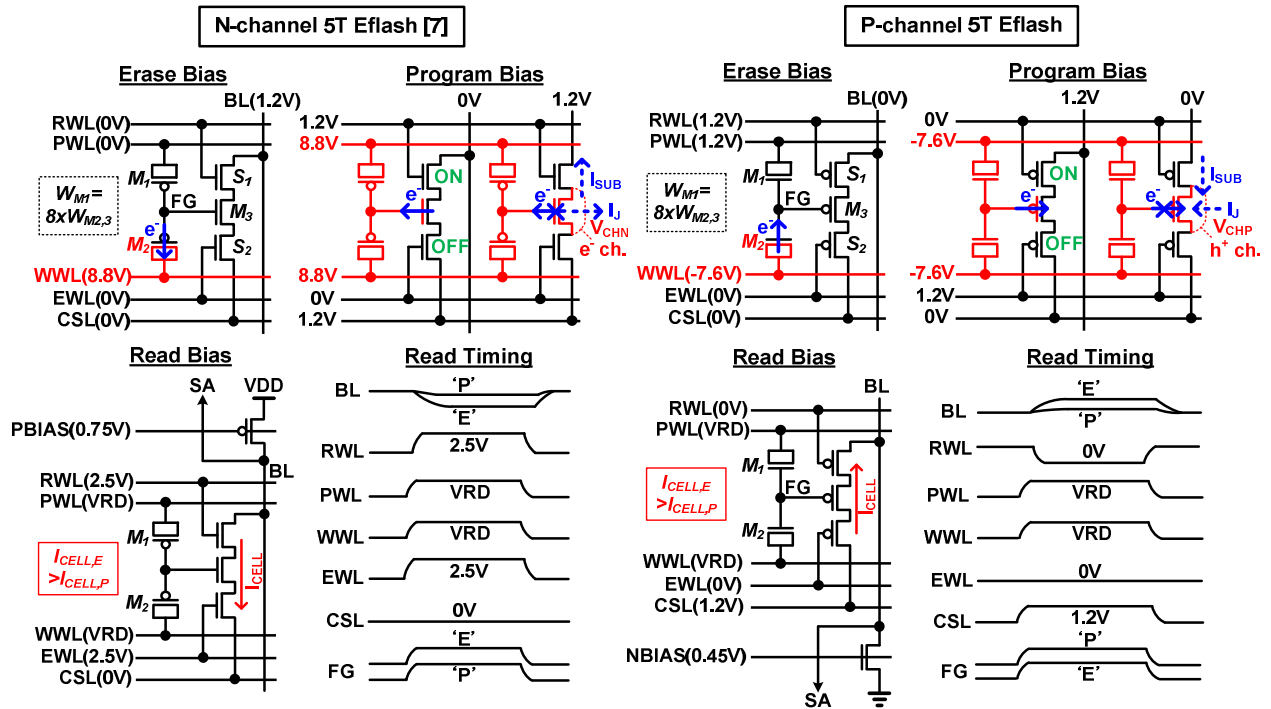 N-channel 5T Eflash [7]
Erase Bias
Program Bias
BL(1.2V)
0V
1.2V
RWL(0V)
PWL(0V)
1.2V
8.8V
M1
S1
WM1=
8xWM2,3
FG
M3
e-
M2
S2
ON
OFF
e-
e-
ISUB
IJ
VCHN
e- ch.
WWL(8.8V)
EWL(0V)
CSL(0V)
8.8V
0V
1.2V
Read Bias
SA
VDD
PBIAS(0.75V)
BL
RWL(2.5V)
PWL(VRD)
M1
ICELL,E
>ICELL,P
ICELL
M2
WWL(VRD)
EWL(2.5V)
CSL(0V)
Read Timing
BL
'P'
'E'
RWL
2.5V
PWL
VRD
WWL
VRD
EWL
2.5V
CSL
0V
FG
'E'
'P'
P-channel 5T Eflash
Erase Bias
Program Bias
BL(0V)
1.2V
0V
RWL(1.2V)
PWL(1.2V)
0V
-7.6V
M1
S1
WM1=
8xWM2,3
FG
M3
e-
M2
S2
ON
OFF
e-
e-
ISUB
IJ
VCHP
h+ ch.
WWL(-7.6V)
EWL(0V)
CSL(0V)
-7.6V
1.2V
0V
Read Bias
BL
RWL(0V)
PWL(VRD)
M1
FG
ICELL,E
>ICELL,P
ICELL
M2
WWL(VRD)
EWL(0V)
CSL(1.2V)
NBIAS(0.45V)
SA
Read Timing
BL
'E'
'P'
RWL
0V
PWL
VRD
WWL
VRD
EWL
0V
CSL
1.2V
FG
'P'
'E'